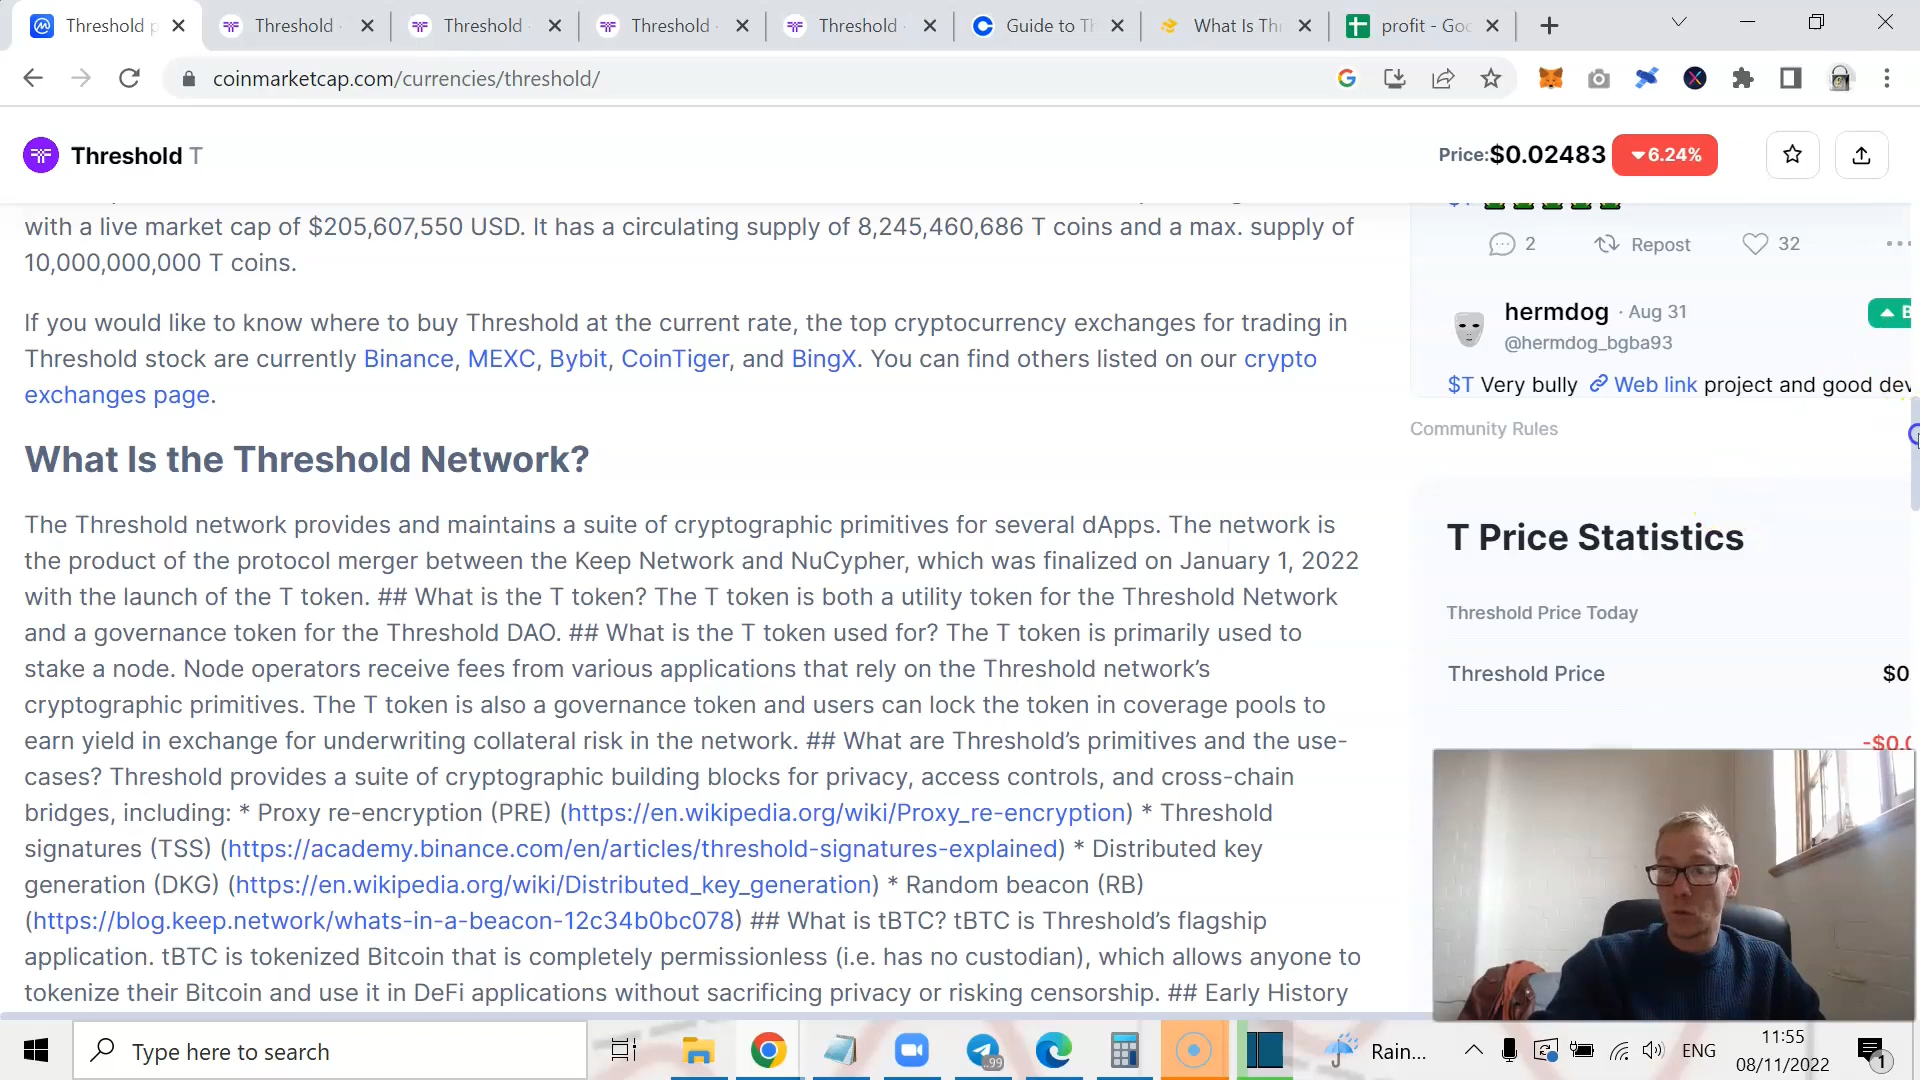 Threshold p
Threshold
Threshold
Threshold
Threshold
Guide to Th
What Is Thr
profit - Goo
coinmarketcap.com/currencies/threshold/
Threshold T
Price:$0.02483
6.24%
with a live market cap of $205,607,550 USD. It has a circulating supply of 8,245,460,686 T coins and a max. supply of
10,000,000,000 T coins.
If you would like to know where to buy Threshold at the current rate, the top cryptocurrency exchanges for trading in
Threshold stock are currently Binance, MEXC, Bybit, CoinTiger, and BingX. You can find others listed on our crypto
exchanges page.
What Is the Threshold Network?
The Threshold network provides and maintains a suite of cryptographic primitives for several dApps. The network is
the product of the protocol merger between the Keep Network and NuCypher, which was finalized on January 1, 2022
with the launch of the T token. ## What is the T token? The T token is both a utility token for the Threshold Network
and a governance token for the Threshold DAO. ## What is the T token used for? The T token is primarily used to
stake a node. Node operators receive fees from various applications that rely on the Threshold network's
cryptographic primitives. The T token is also a governance token and users can lock the token in coverage pools to
earn yield in exchange for underwriting collateral risk in the network. ## What are Threshold's primitives and the use-
cases? Threshold provides a suite of cryptographic building blocks for privacy, access controls, and cross-chain
bridges, including: * Proxy re-encryption (PRE) (https://en.wikipedia.org/wiki/Proxy_re-encryption) * Threshold
signatures (TSS) (https://academy.binance.com/en/articles/threshold-signatures-explained) * Distributed key
generation (DKG) (https://en.wikipedia.org/wiki/Distributed_key_generation) * Random beacon (RB)
(https://blog.keep.network/whats-in-a-beacon-12c34b0bc078) ## What is tBTC? tBTC is Threshold's flagship
application. tBTC is tokenized Bitcoin that is completely permissionless (i.e. has no custodian), which allows anyone to
tokenize their Bitcoin and use it in DeFi applications without sacrificing privacy or risking censorship. ## Early History
2
Repost
32
hermdog · Aug 31
B
@hermdog_bgba93
$T Very bully Web link project and good dev
Community Rules
T Price Statistics
Threshold Price Today
Threshold Price
$0
-$0.0
Type here to search
99
Rain...
ENG
11:55
08/11/2022
1